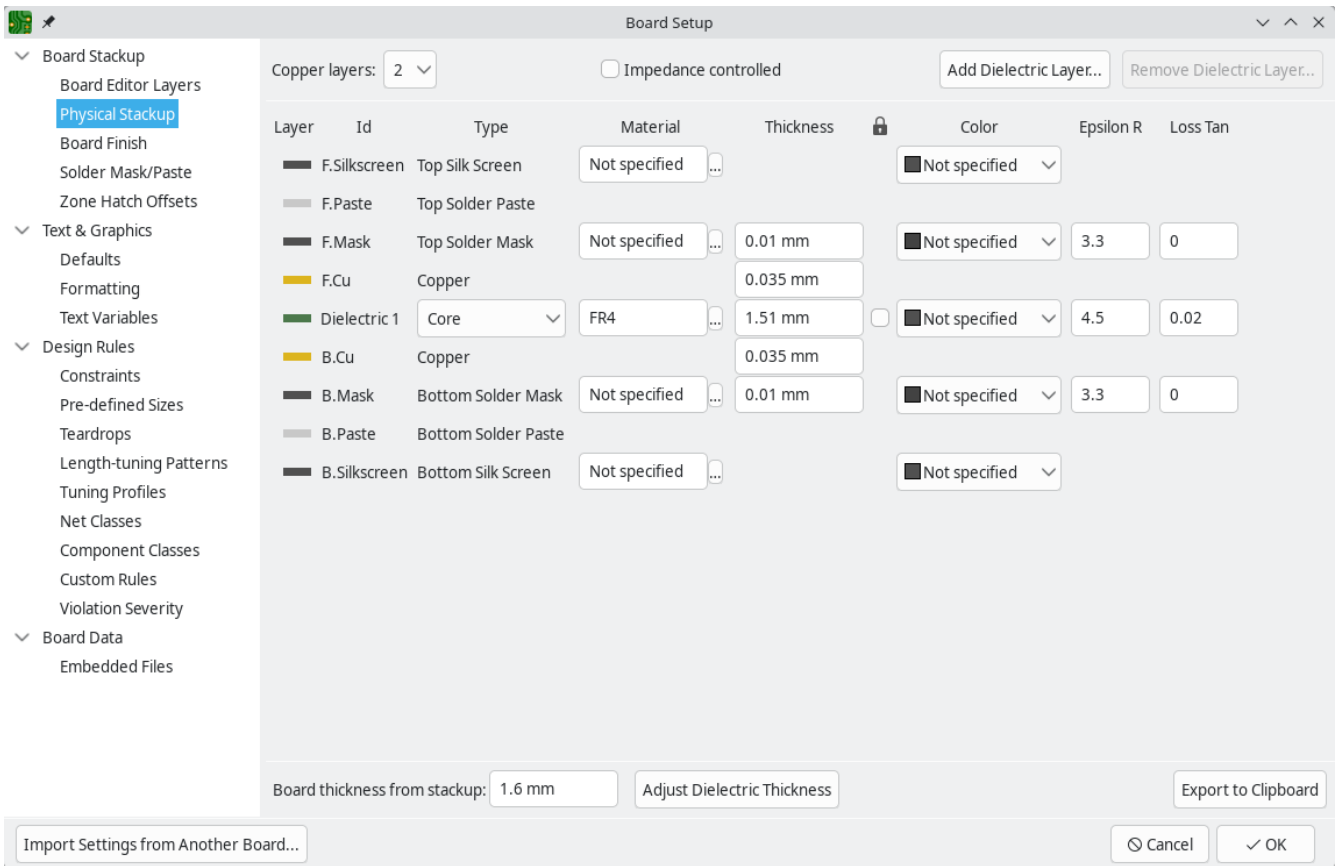 Board Setup
Board Stackup
Board Editor Layers
Physical Stackup
Board Finish
Solder Mask/Paste
Zone Hatch Offsets
Text & Graphics
Defaults
Formatting
Text Variables
Design Rules
Constraints
Pre-defined Sizes
Teardrops
Length-tuning Patterns
Tuning Profiles
Net Classes
Component Classes
Custom Rules
Violation Severity
Board Data
Embedded Files
Copper layers: 2 Impedance controlled Add Dielectric Layer... Remove Dielectric Layer...
Layer Id Type Material Thickness Color Epsilon R Loss Tan
F.Silkscreen Top Silk Screen Not specified ... Not specified
F.Paste Top Solder Paste
F.Mask Top Solder Mask Not specified ... 0.01 mm Not specified 3.3 0
F.Cu Copper 0.035 mm
Dielectric 1 Core FR4 ... 1.51 mm Not specified 4.5 0.02
B.Cu Copper 0.035 mm
B.Mask Bottom Solder Mask Not specified ... 0.01 mm Not specified 3.3 0
B.Paste Bottom Solder Paste
B.Silkscreen Bottom Silk Screen Not specified ... Not specified
Board thickness from stackup: 1.6 mm Adjust Dielectric Thickness Export to Clipboard
Import Settings from Another Board... Cancel OK